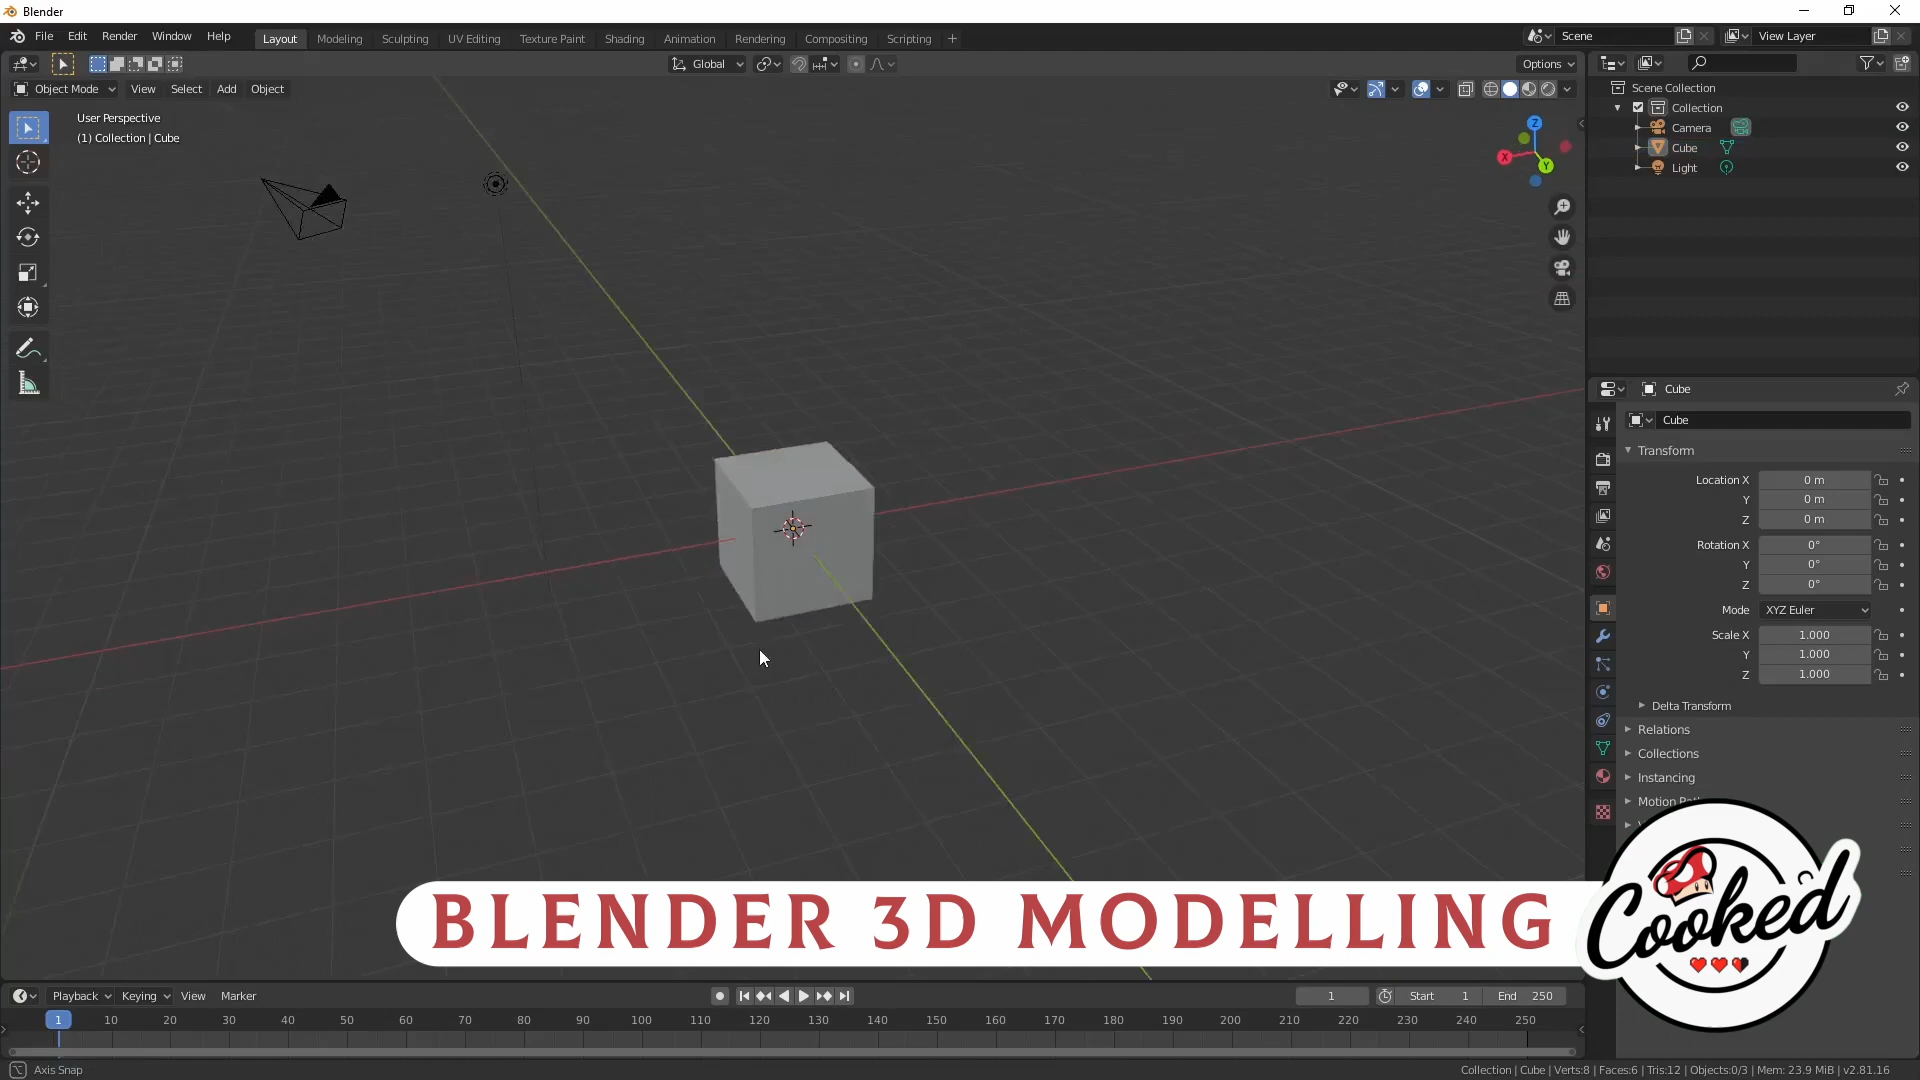 Blender
File Edit Render Window Help
Layout Modeling Sculpting UV Editing Texture Paint Shading Animation Rendering Compositing Scripting +
Scene
View Layer
Global
Options
Object Mode View Select Add Object
User Perspective
(1) Collection | Cube
Z
X
Y
Scene Collection
Collection
Camera
Cube
Light
Cube
Cube
Transform
Location X 0 m
Y 0 m
Z 0 m
Rotation X 0°
Y 0°
Z 0°
Mode XYZ Euler
Scale X 1.000
Y 1.000
Z 1.000
Delta Transform
Relations
Collections
Instancing
Motion
BLENDER 3D MODELLING
Cooked
Playback Keying View Marker
1 Start 1 End 250
1 10 20 30 40 50 60 70 80 90 100 110 120 130 140 150 160 170 180 190 200 210 220 230 240 250
Axis Snap
Collection | Cube | Verts:8 | Faces:6 | Tris:12 | Objects:0/3 | Mem: 23.9 MiB | v2.81.16